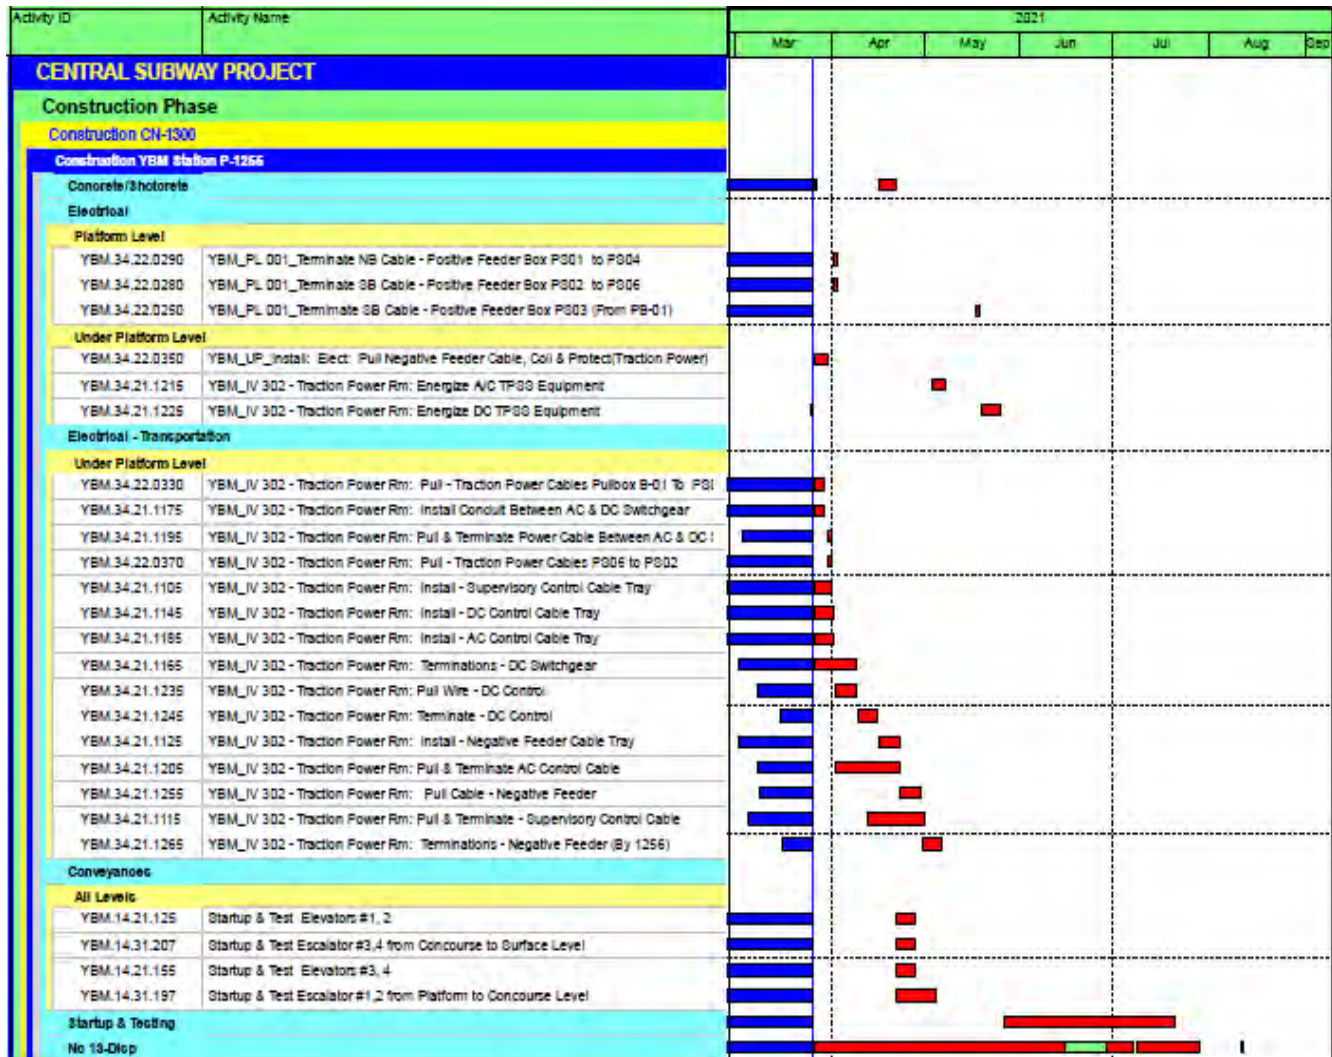 Activity ID Activity Name 2021
Mar Apr May Jun Jul Aug Sep
CENTRAL SUBWAY PROJECT
Construction Phase
Construction CN-1300
Construction YBM Station P-1255
Concrete/Shotcrete
Electrical
Platform Level
YBM.34.22.0290 YBM_PL 001_Terminate NB Cable - Positive Feeder Box PS01 to PS04
YBM.34.22.0280 YBM_PL 001_Terminate SB Cable - Positive Feeder Box PS02 to PS06
YBM.34.22.0250 YBM_PL 001_Terminate SB Cable - Positive Feeder Box PS03 (From PB-01)
Under Platform Level
YBM.34.22.0350 YBM_UP_Install: Elect: Pull Negative Feeder Cable, Coil & Protect(Traction Power)
YBM.34.21.1215 YBM_IV 302 - Traction Power Rm: Energize A/C TPSS Equipment
YBM.34.21.1225 YBM_IV 302 - Traction Power Rm: Energize DC TPSS Equipment
Electrical - Transportation
Under Platform Level
YBM.34.22.0330 YBM_IV 302 - Traction Power Rm: Pull - Traction Power Cables Pullbox B-01 To
YBM.34.21.1175 YBM_IV 302 - Traction Power Rm: Install Conduit Between AC & DC Switchgear
YBM.34.21.1195 YBM_IV 302 - Traction Power Rm: Pull & Terminate Power Cable Between AC & DC
YBM.34.22.0370 YBM_IV 302 - Traction Power Rm: Pull - Traction Power Cables PS05 to PS02
YBM.34.21.1105 YBM_IV 302 - Traction Power Rm: Install - Supervisory Control Cable Tray
YBM.34.21.1145 YBM_IV 302 - Traction Power Rm: Install - DC Control Cable Tray
YBM.34.21.1185 YBM_IV 302 - Traction Power Rm: Install - AC Control Cable Tray
YBM.34.21.1165 YBM_IV 302 - Traction Power Rm: Terminations - DC Switchgear
YBM.34.21.1235 YBM_IV 302 - Traction Power Rm: Pull Wire - DC Control
YBM.34.21.1245 YBM_IV 302 - Traction Power Rm: Terminate - DC Control
YBM.34.21.1125 YBM_IV 302 - Traction Power Rm: Install - Negative Feeder Cable Tray
YBM.34.21.1205 YBM_IV 302 - Traction Power Rm: Pull & Terminate AC Control Cable
YBM.34.21.1255 YBM_IV 302 - Traction Power Rm: Pull Cable - Negative Feeder
YBM.34.21.1115 YBM_IV 302 - Traction Power Rm: Pull & Terminate - Supervisory Control Cable
YBM.34.21.1265 YBM_IV 302 - Traction Power Rm: Terminations - Negative Feeder (By 1256)
Conveyances
All Levels
YBM.14.21.125 Startup & Test Elevators #1, 2
YBM.14.31.207 Startup & Test Escalator #3,4 from Concourse to Surface Level
YBM.14.21.155 Startup & Test Elevators #3, 4
YBM.14.31.197 Startup & Test Escalator #1,2 from Platform to Concourse Level
Startup & Testing
No 13-Disp